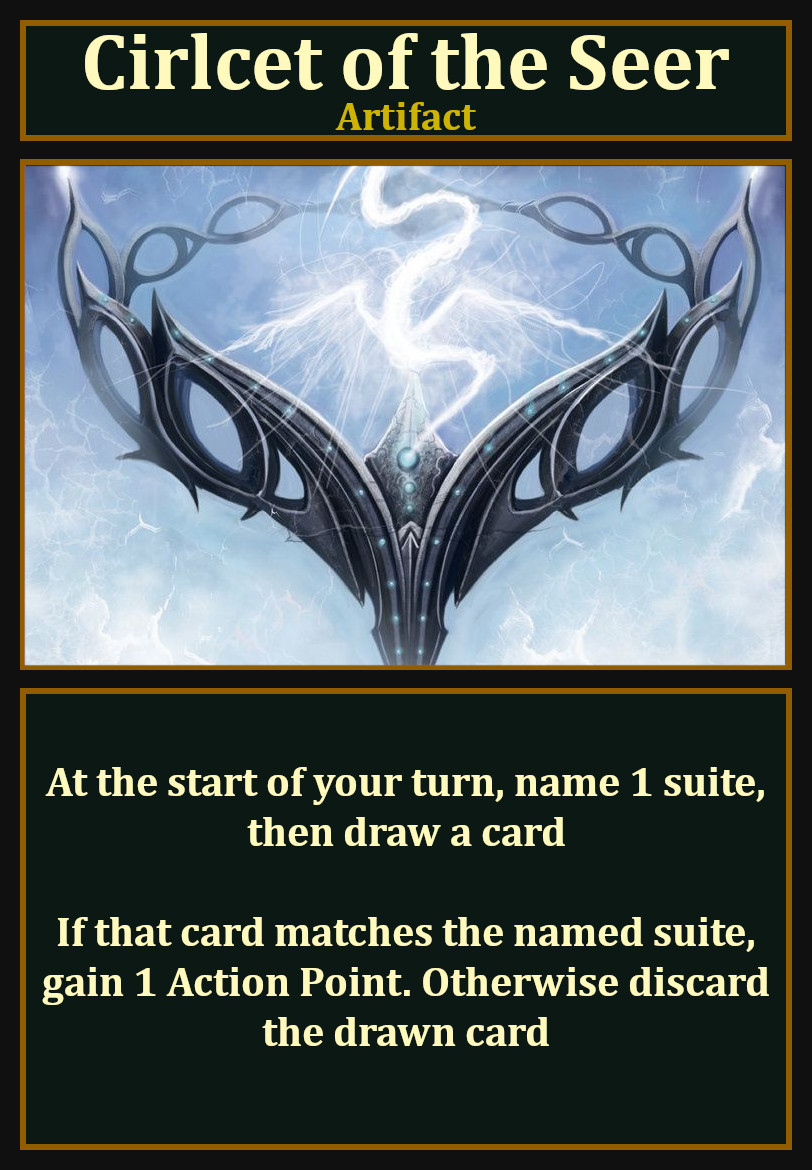 Cirlcet of the Seer
Artifact
At the start of your turn, name 1 suite,
then draw a card
If that card matches the named suite,
gain 1 Action Point. Otherwise discard
the drawn card